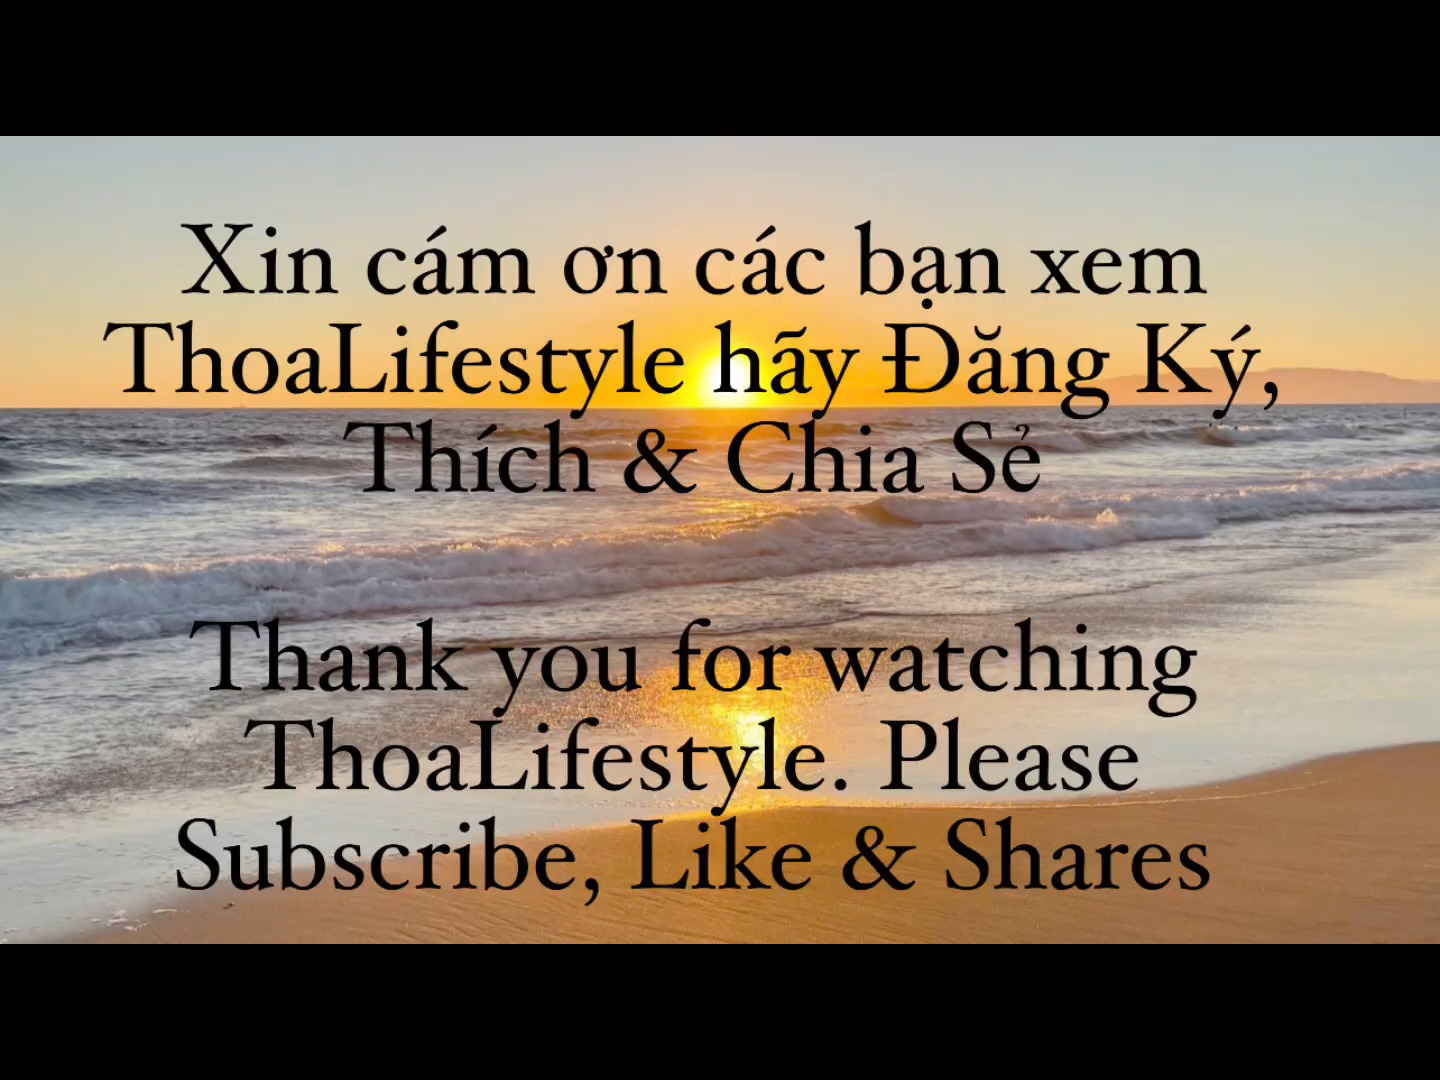 Xin cám ơn các bạn xem
ThoaLifestyle hãy Đăng Ký,
Thích & Chia Sẻ
Thank you for watching
ThoaLifestyle. Please
Subscribe, Like & Shares